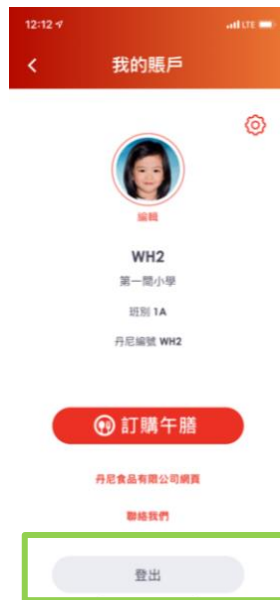 12:12 LTE
我的賬戶
編輯
WH2
第一間小學
班別 1A
丹尼編號 WH2
訂購午膳
丹尼食品有限公司網頁
聯絡我們
登出